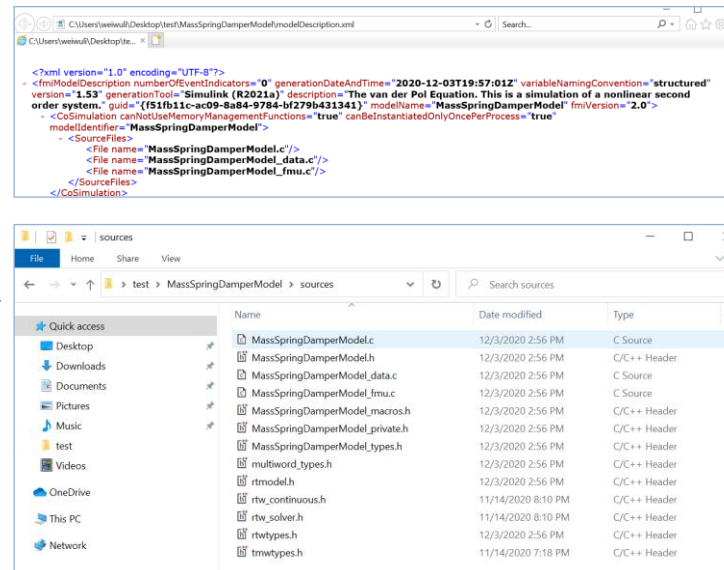 C:\Users\weiwuli\Desktop\test\MassSpringDamperModel\modelDescription.xml
Search...
C:\Users\weiwuli\Desktop\te...
<?xml version="1.0" encoding="UTF-8"?>
- <fmiModelDescription numberOfEventIndicators="0" generationDateAndTime="2020-12-03T19:57:01Z" variableNamingConvention="structured"
version="1.53" generationTool="Simulink (R2021a)" description="The van der Pol Equation. This is a simulation of a nonlinear second
order system." guid="{f51fb11c-ac09-8a84-9784-bf279b431341}" modelName="MassSpringDamperModel" fmiVersion="2.0">
- <CoSimulation canNotUseMemoryManagementFunctions="true" canBeInstantiatedOnlyOncePerProcess="true"
modelIdentifier="MassSpringDamperModel">
- <SourceFiles>
<File name="MassSpringDamperModel.c"/>
<File name="MassSpringDamperModel_data.c"/>
<File name="MassSpringDamperModel_fmu.c"/>
</SourceFiles>
</CoSimulation>
sources
File Home Share View
test > MassSpringDamperModel > sources
Search sources
Name Date modified Type
Quick access
Desktop
Downloads
Documents
Pictures
Music
test
Videos
OneDrive
This PC
Network
MassSpringDamperModel.c 12/3/2020 2:56 PM C Source
MassSpringDamperModel.h 12/3/2020 2:56 PM C/C++ Header
MassSpringDamperModel_data.c 12/3/2020 2:56 PM C Source
MassSpringDamperModel_fmu.c 12/3/2020 2:56 PM C Source
MassSpringDamperModel_macros.h 12/3/2020 2:56 PM C/C++ Header
MassSpringDamperModel_private.h 12/3/2020 2:56 PM C/C++ Header
MassSpringDamperModel_types.h 12/3/2020 2:56 PM C/C++ Header
multiword_types.h 12/3/2020 2:56 PM C/C++ Header
rtmodel.h 12/3/2020 2:56 PM C/C++ Header
rtw_continuous.h 11/14/2020 8:10 PM C/C++ Header
rtw_solver.h 11/14/2020 8:10 PM C/C++ Header
rtwtypes.h 12/3/2020 2:56 PM C/C++ Header
tmwtypes.h 11/14/2020 7:18 PM C/C++ Header